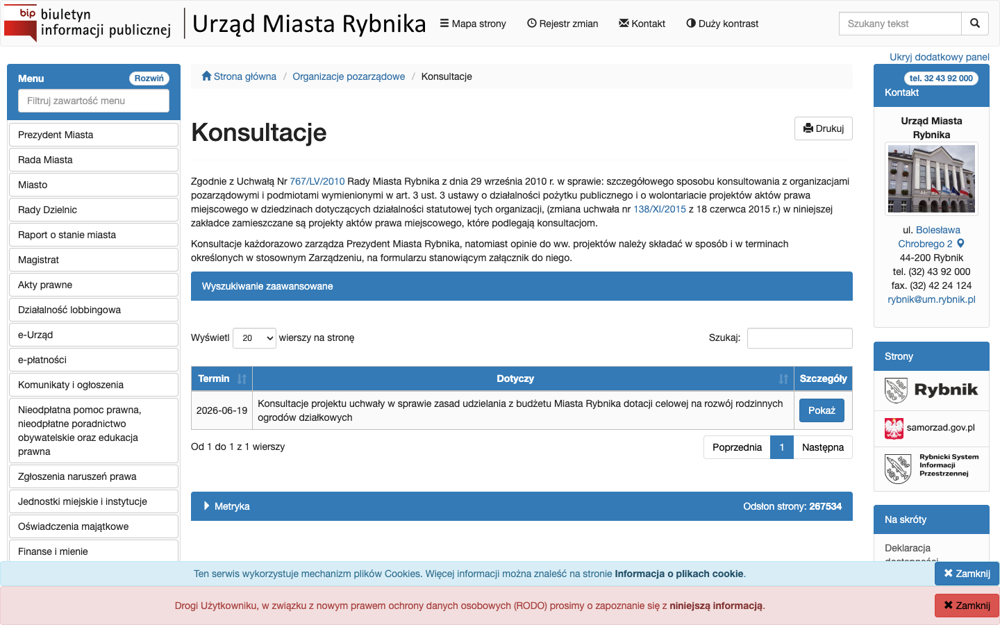 bip biuletyn
informacji publicznej
Urząd Miasta Rybnika
Mapa strony
Rejestr zmian
Kontakt
Duży kontrast
Szukany tekst
Ukryj dodatkowy panel
Menu
Rozwiń
Filtruj zawartość menu
Prezydent Miasta
Rada Miasta
Miasto
Rady Dzielnic
Raport o stanie miasta
Magistrat
Akty prawne
Działalność lobbingowa
e-Urząd
e-płatności
Komunikaty i ogłoszenia
Nieodpłatna pomoc prawna,
nieodpłatne poradnictwo
obywatelskie oraz edukacja
prawna
Zgłoszenia naruszeń prawa
Jednostki miejskie i instytucje
Oświadczenia majątkowe
Finanse i mienie
Strona główna / Organizacje pozarządowe / Konsultacje
Konsultacje
Drukuj
Zgodnie z Uchwałą Nr 767/LV/2010 Rady Miasta Rybnika z dnia 29 września 2010 r. w sprawie: szczegółowego sposobu konsultowania z organizacjami
pozarządowymi i podmiotami wymienionymi w art. 3 ust. 3 ustawy o działalności pożytku publicznego i o wolontariacie projektów aktów prawa
miejscowego w dziedzinach dotyczących działalności statutowej tych organizacji, (zmiana uchwała nr 138/XI/2015 z 18 czerwca 2015 r.) w niniejszej
zakładce zamieszczane są projekty aktów prawa miejscowego, które podlegają konsultacjom.
Konsultacje każdorazowo zarządza Prezydent Miasta Rybnika, natomiast opinie do ww. projektów należy składać w sposób i w terminach
określonych w stosownym Zarządzeniu, na formularzu stanowiącym załącznik do niego.
Wyszukiwanie zaawansowane
Wyświetl 20 wierszy na stronę
Szukaj:
Termin
Dotyczy
Szczegóły
2026-06-19
Konsultacje projektu uchwały w sprawie zasad udzielania z budżetu Miasta Rybnika dotacji celowej na rozwój rodzinnych
ogrodów działkowych
Pokaż
Od 1 do 1 z 1 wierszy
Poprzednia
1
Następna
Metryka
Odsłon strony: 267534
tel. 32 43 92 000
Kontakt
Urząd Miasta
Rybnika
ul. Bolesława
Chrobrego 2
44-200 Rybnik
tel. (32) 43 92 000
fax. (32) 42 24 124
rybnik@um.rybnik.pl
Strony
Rybnik
samorzad.gov.pl
Rybnicki System
Informacji
Przestrzennej
Na skróty
Deklaracja
dostępności
Ten serwis wykorzystuje mechanizm plików Cookies. Więcej informacji można znaleść na stronie Informacja o plikach cookie.
Zamknij
Drogi Użytkowniku, w związku z nowym prawem ochrony danych osobowych (RODO) prosimy o zapoznanie się z niniejszą informacją.
Zamknij